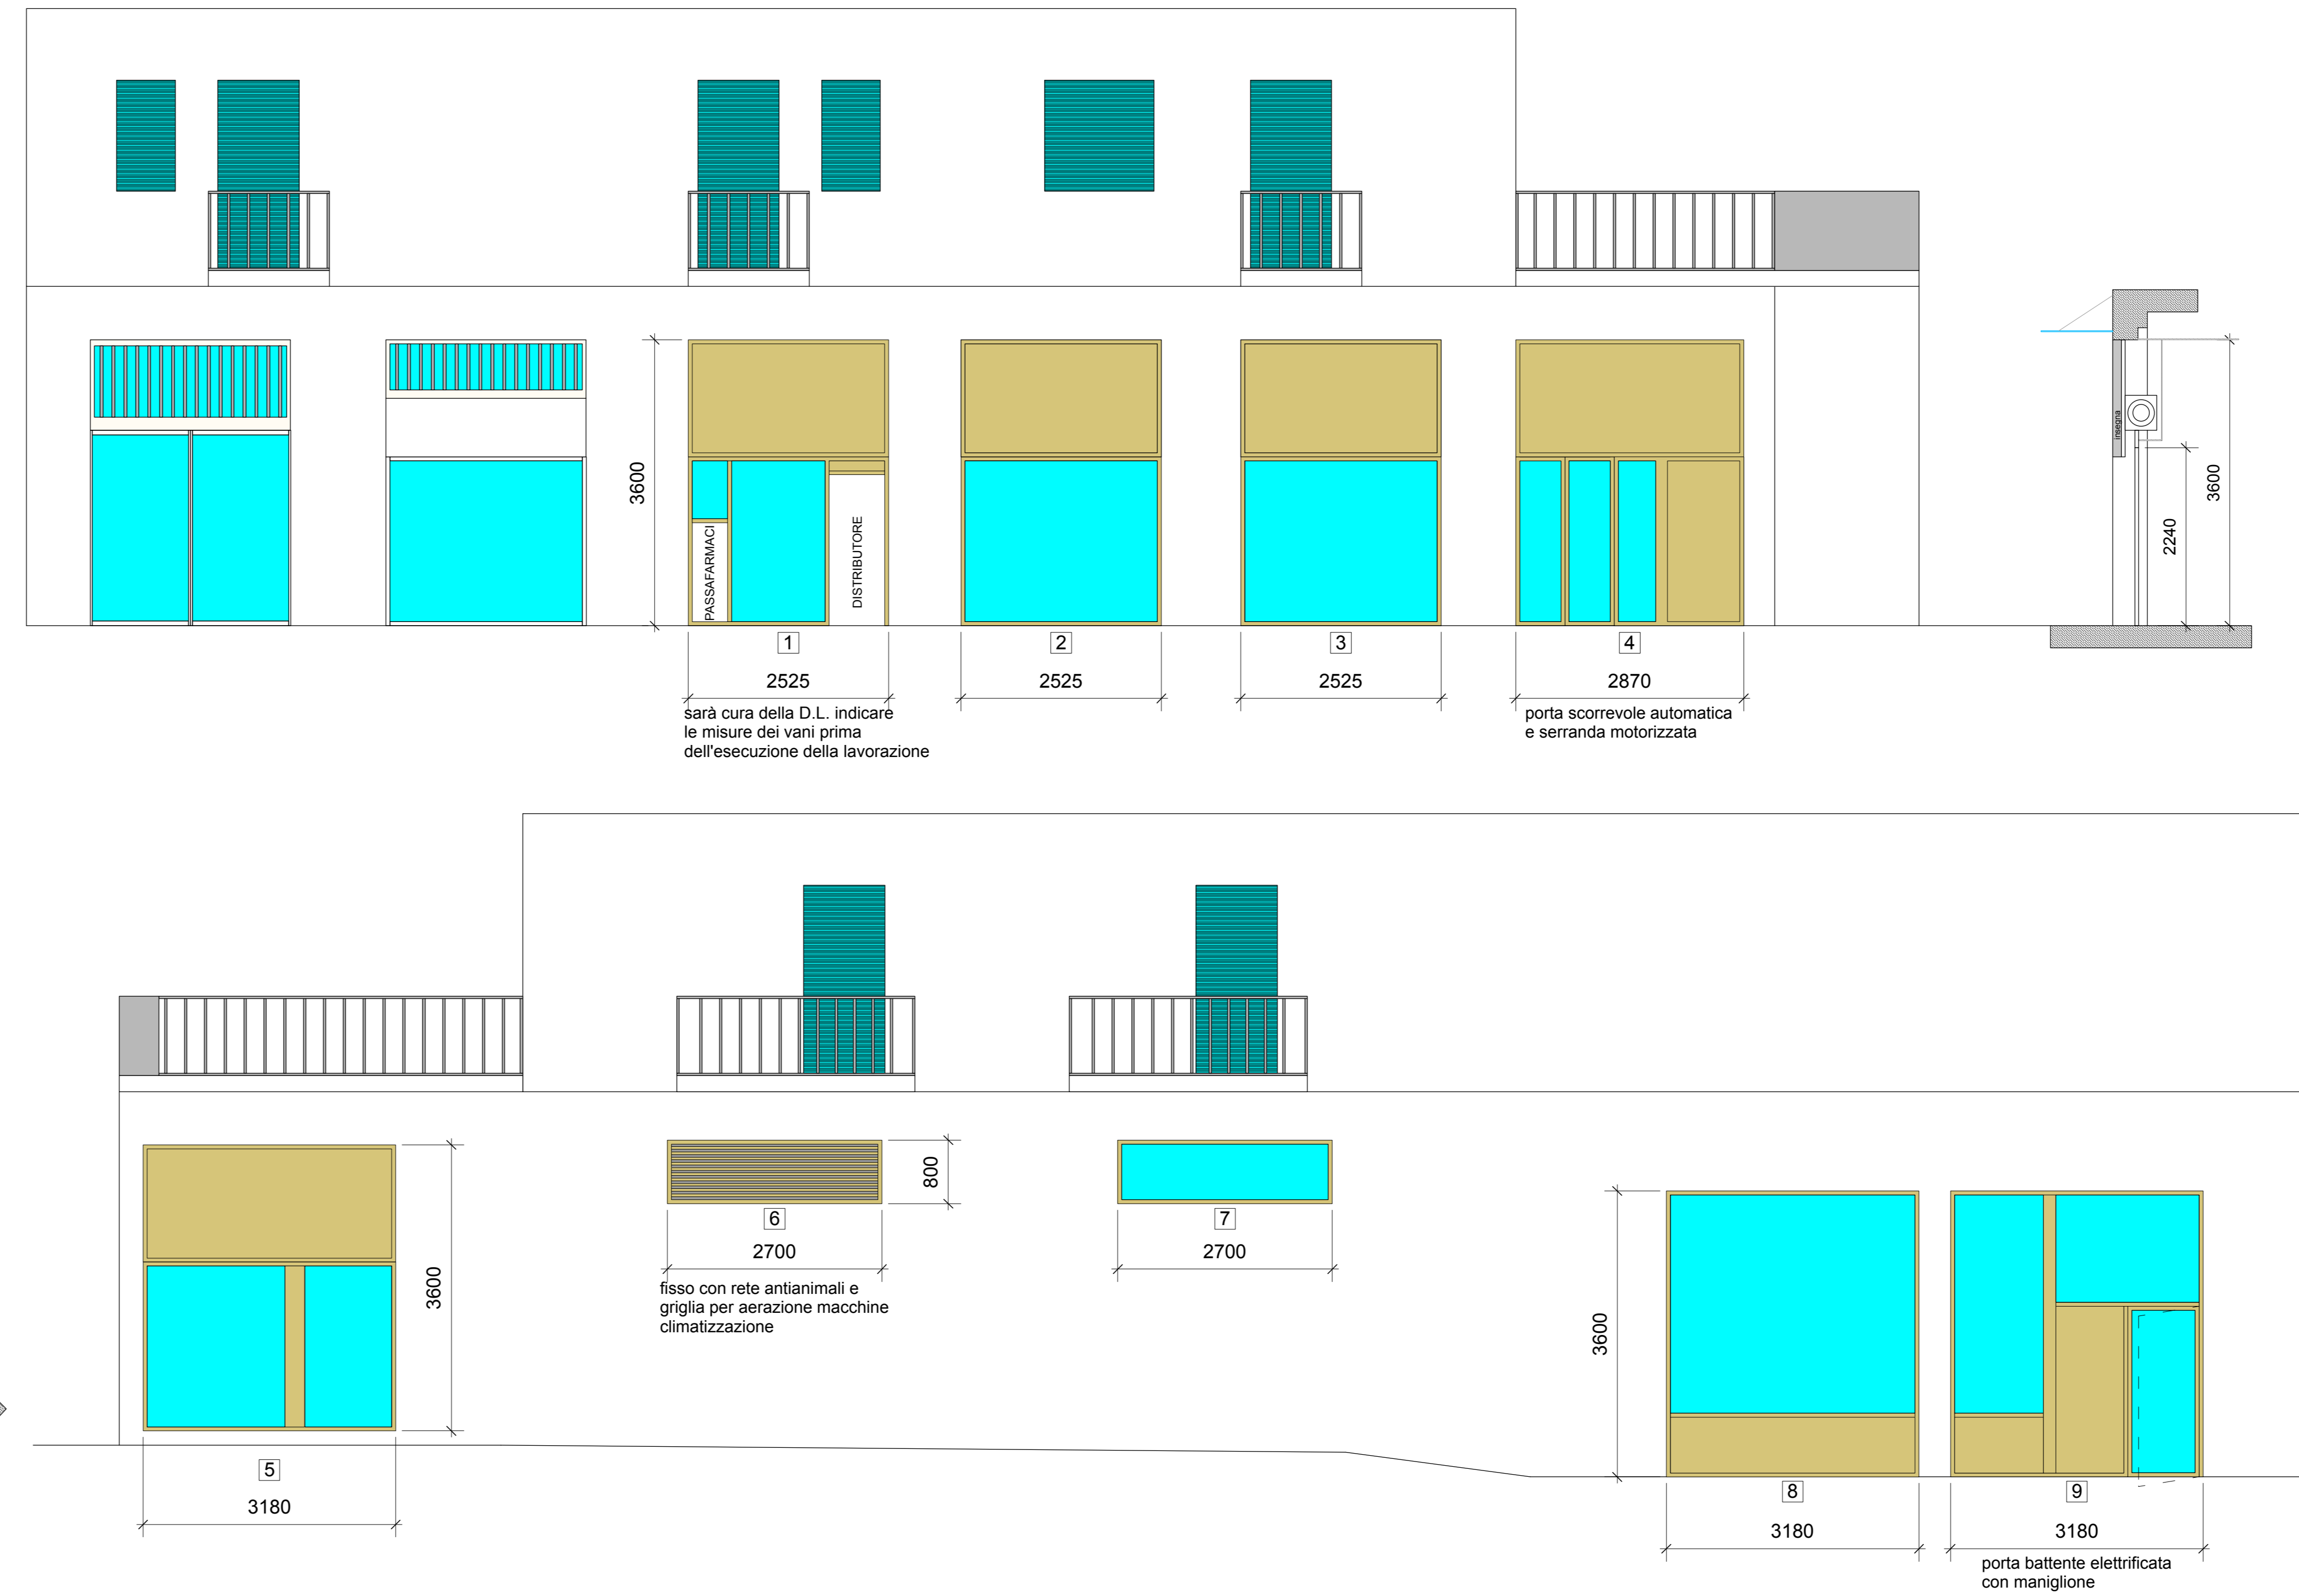 3600
PASSAFARMACI
DISTRIBUTORE
insegna
2240
3600
1
2
3
4
2525
2525
2525
2870
sarà cura della D.L. indicare
le misure dei vani prima
dell'esecuzione della lavorazione
porta scorrevole automatica
e serranda motorizzata
3600
800
6
7
2700
2700
fisso con rete antianimali e
griglia per aerazione macchine
climatizzazione
3600
5
3180
8
9
3180
3180
porta battente elettrificata
con maniglione